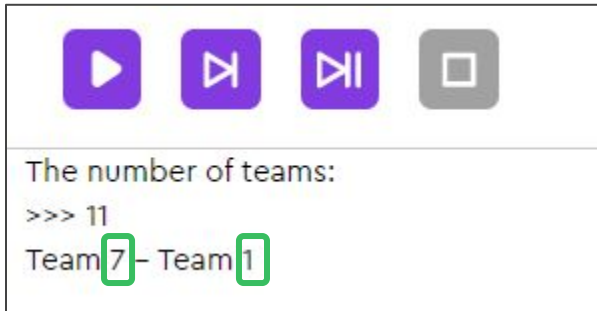 The number of teams:
>>> 11
Team 7 – Team 1